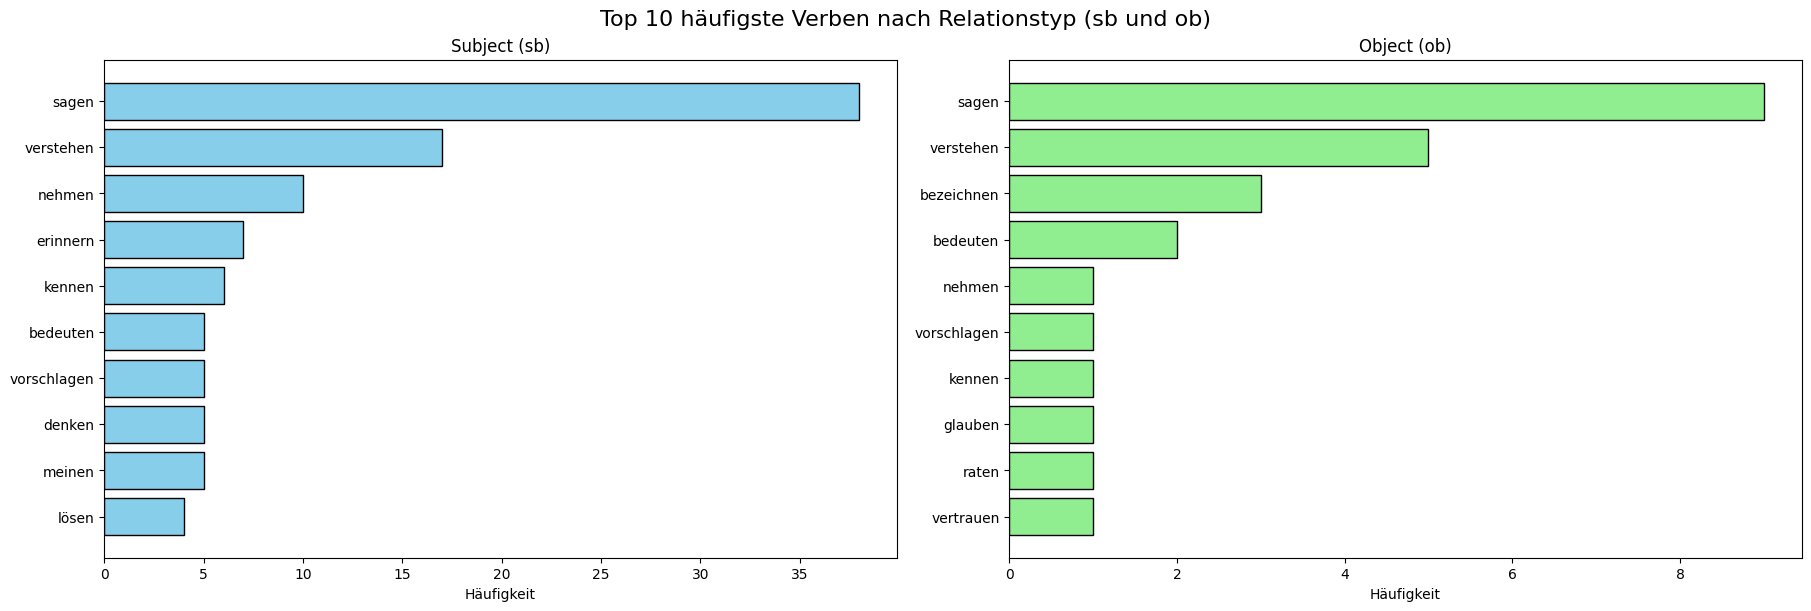 Top 10 häufigste Verben nach Relationstyp (sb und ob)
Subject (sb)
sagen
verstehen
nehmen
erinnern
kennen
bedeuten
vorschlagen
denken
meinen
lösen
0 5 10 15 20 25 30 35
Häufigkeit
Object (ob)
sagen
verstehen
bezeichnen
bedeuten
nehmen
vorschlagen
kennen
glauben
raten
vertrauen
0 2 4 6 8
Häufigkeit